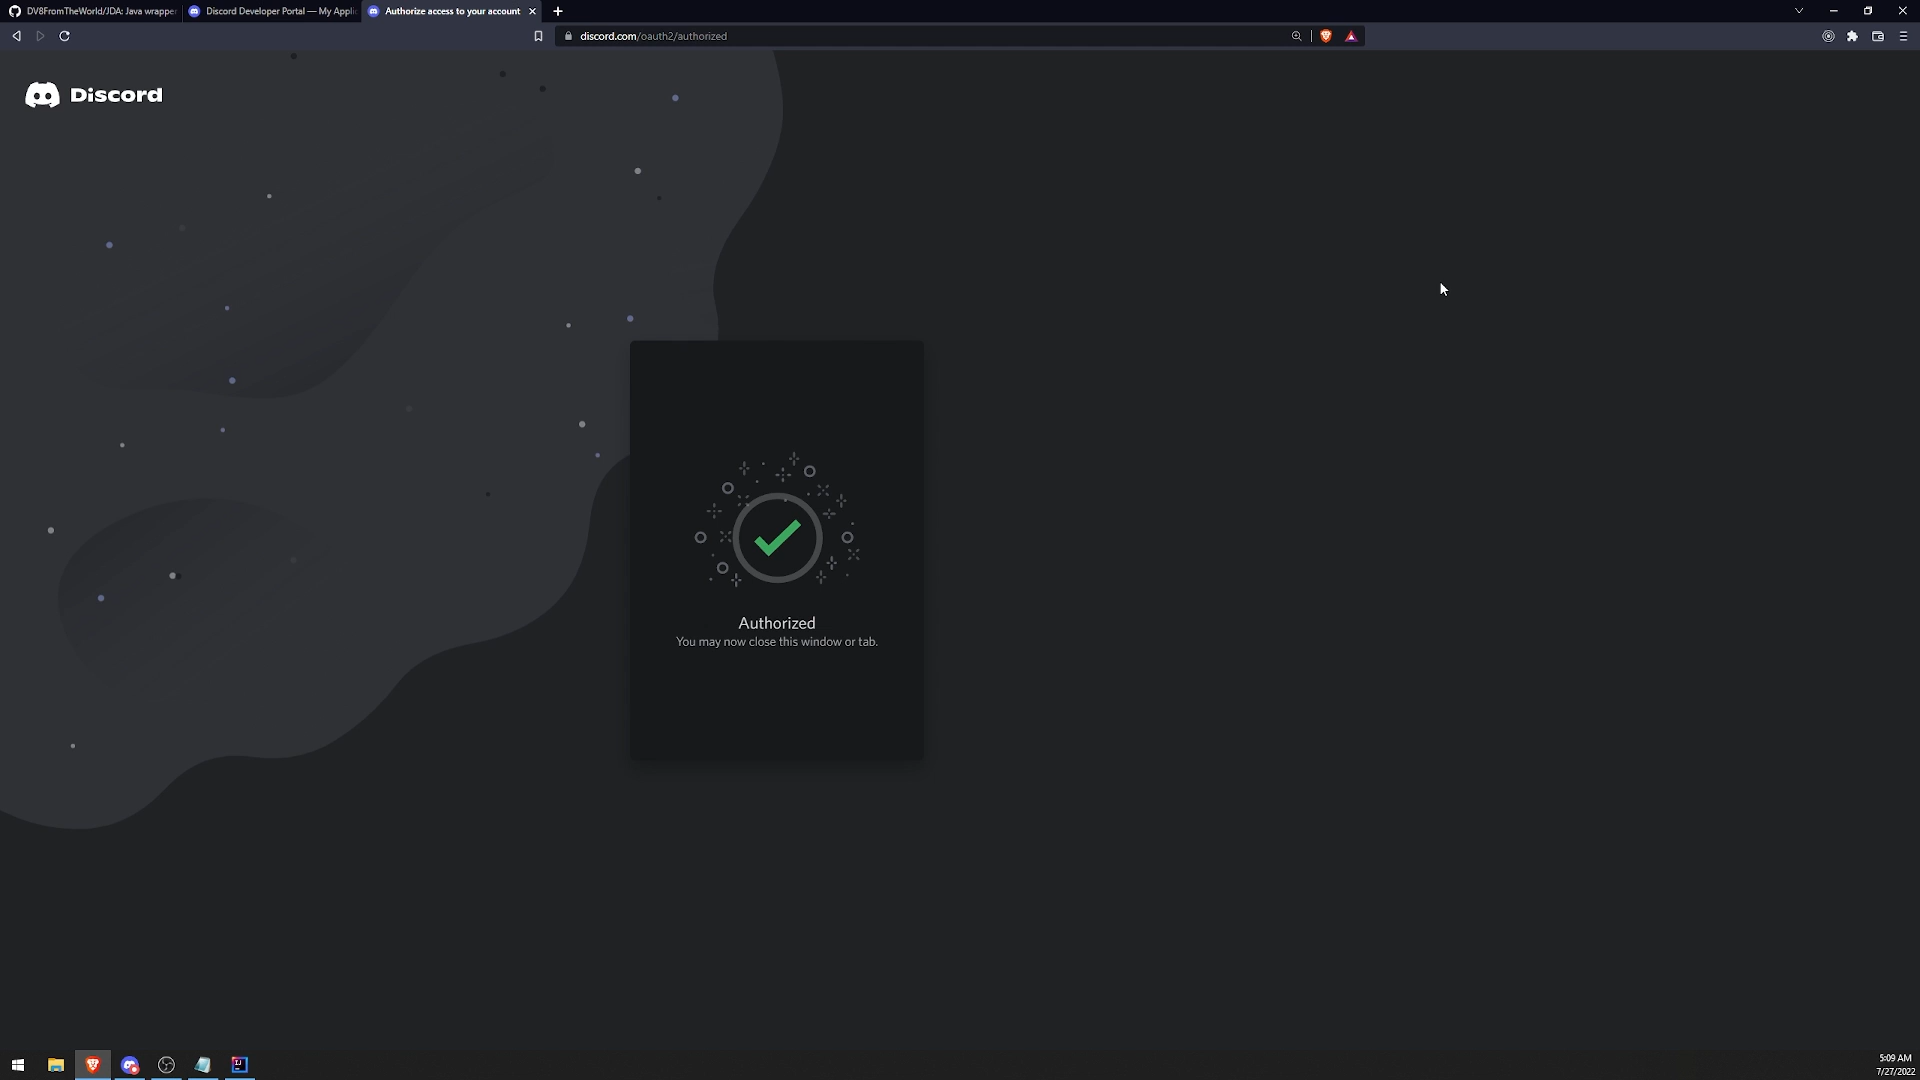 DV8FromTheWorld/JDA: Java wrapper
Discord Developer Portal — My Applic
Authorize access to your account
discord.com/oauth2/authorized
Discord
Authorized
You may now close this window or tab.
5:09 AM
7/27/2022